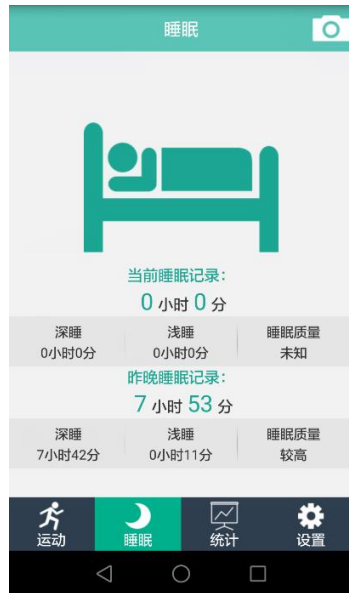 睡眠
当前睡眠记录：
0 小时 0 分
深睡 浅睡 睡眠质量
0小时0分 0小时0分 未知
昨晚睡眠记录：
7 小时 53 分
深睡 浅睡 睡眠质量
7小时42分 0小时11分 较高
运动 睡眠 统计 设置